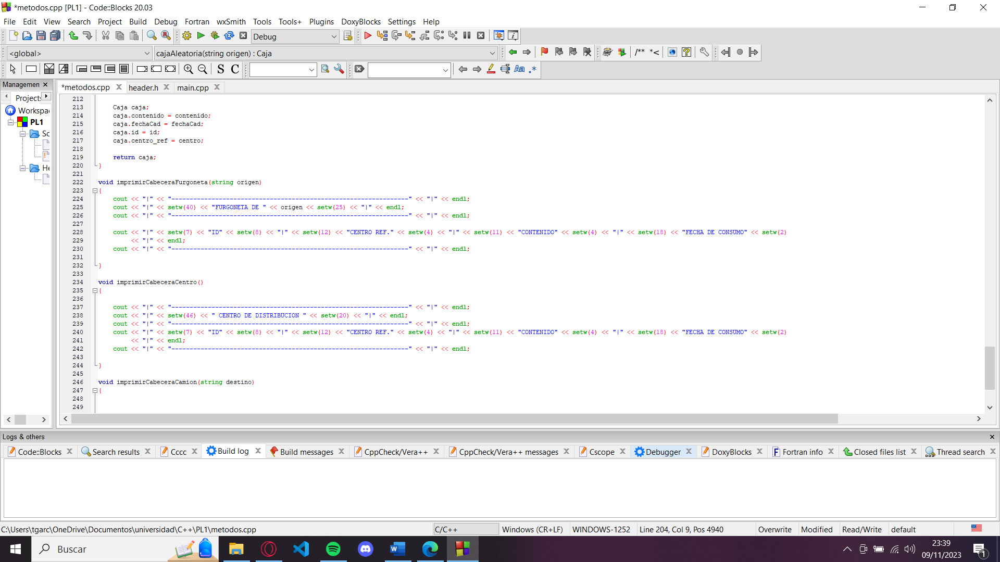 *metodos.cpp [PL1] - Code::Blocks 20.03
File Edit View Search Project Build Debug Fortran wxSmith Tools Tools+ Plugins DoxyBlocks Settings Help
Debug
<global> cajaAleatoria(string origen) : Caja
/** *<
S C Aa .*
Managemen
*metodos.cpp header.h main.cpp
Projects
Workspa
PL1
Sc
He
212
213 Caja caja;
214 caja.contenido = contenido;
215 caja.fechaCad = fechaCad;
216 caja.id = id;
217 caja.centro_ref = centro;
218
219 return caja;
220 }
221
222 void imprimirCabeceraFurgoneta(string origen)
223 {
224 cout << "|" << "-----------------------------------------------------------------" << "|" << endl;
225 cout << "|" << setw(40) << "FURGONETA DE " << origen << setw(25) << "|" << endl;
226 cout << "|" << "-----------------------------------------------------------------" << "|" << endl;
227
228 cout << "|" << setw(7) << "ID" << setw(8) << "|" << setw(12) << "CENTRO REF." << setw(4) << "|" << setw(11) << "CONTENIDO" << setw(4) << "|" << setw(18) << "FECHA DE CONSUMO" << setw(2)
229 << "|" << endl;
230 cout << "|" << "-----------------------------------------------------------------" << "|" << endl;
231
232 }
233
234 void imprimirCabeceraCentro()
235 {
236
237 cout << "|" << "-----------------------------------------------------------------" << "|" << endl;
238 cout << "|" << setw(46) << " CENTRO DE DISTRIBUCION " << setw(20) << "|" << endl;
239 cout << "|" << "-----------------------------------------------------------------" << "|" << endl;
240 cout << "|" << setw(7) << "ID" << setw(8) << "|" << setw(12) << "CENTRO REF." << setw(4) << "|" << setw(11) << "CONTENIDO" << setw(4) << "|" << setw(18) << "FECHA DE CONSUMO" << setw(2)
241 << "|" << endl;
242 cout << "|" << "-----------------------------------------------------------------" << "|" << endl;
243
244 }
245
246 void imprimirCabeceraCamion(string destino)
247 {
248
249
Logs & others
Code::Blocks Search results Cccc Build log Build messages CppCheck/Vera++ CppCheck/Vera++ messages Cscope Debugger DoxyBlocks Fortran info Closed files list Thread search
C:\Users\tgarc\OneDrive\Documentos\universidad\C++\PL1\metodos.cpp C/C++ Windows (CR+LF) WINDOWS-1252 Line 204, Col 9, Pos 4940 Overwrite Modified Read/Write default
Buscar
23:39
09/11/2023
1